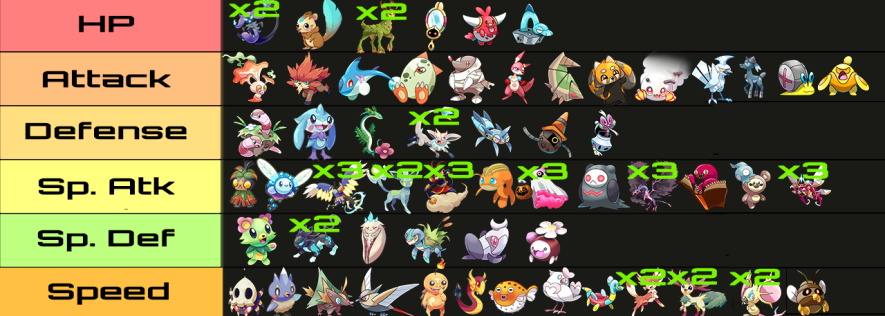 HP x2 x2
Attack
Defense x2
Sp. Atk x3 x2 x3 x3 x3 x3
Sp. Def x2
Speed x2 x2 x2